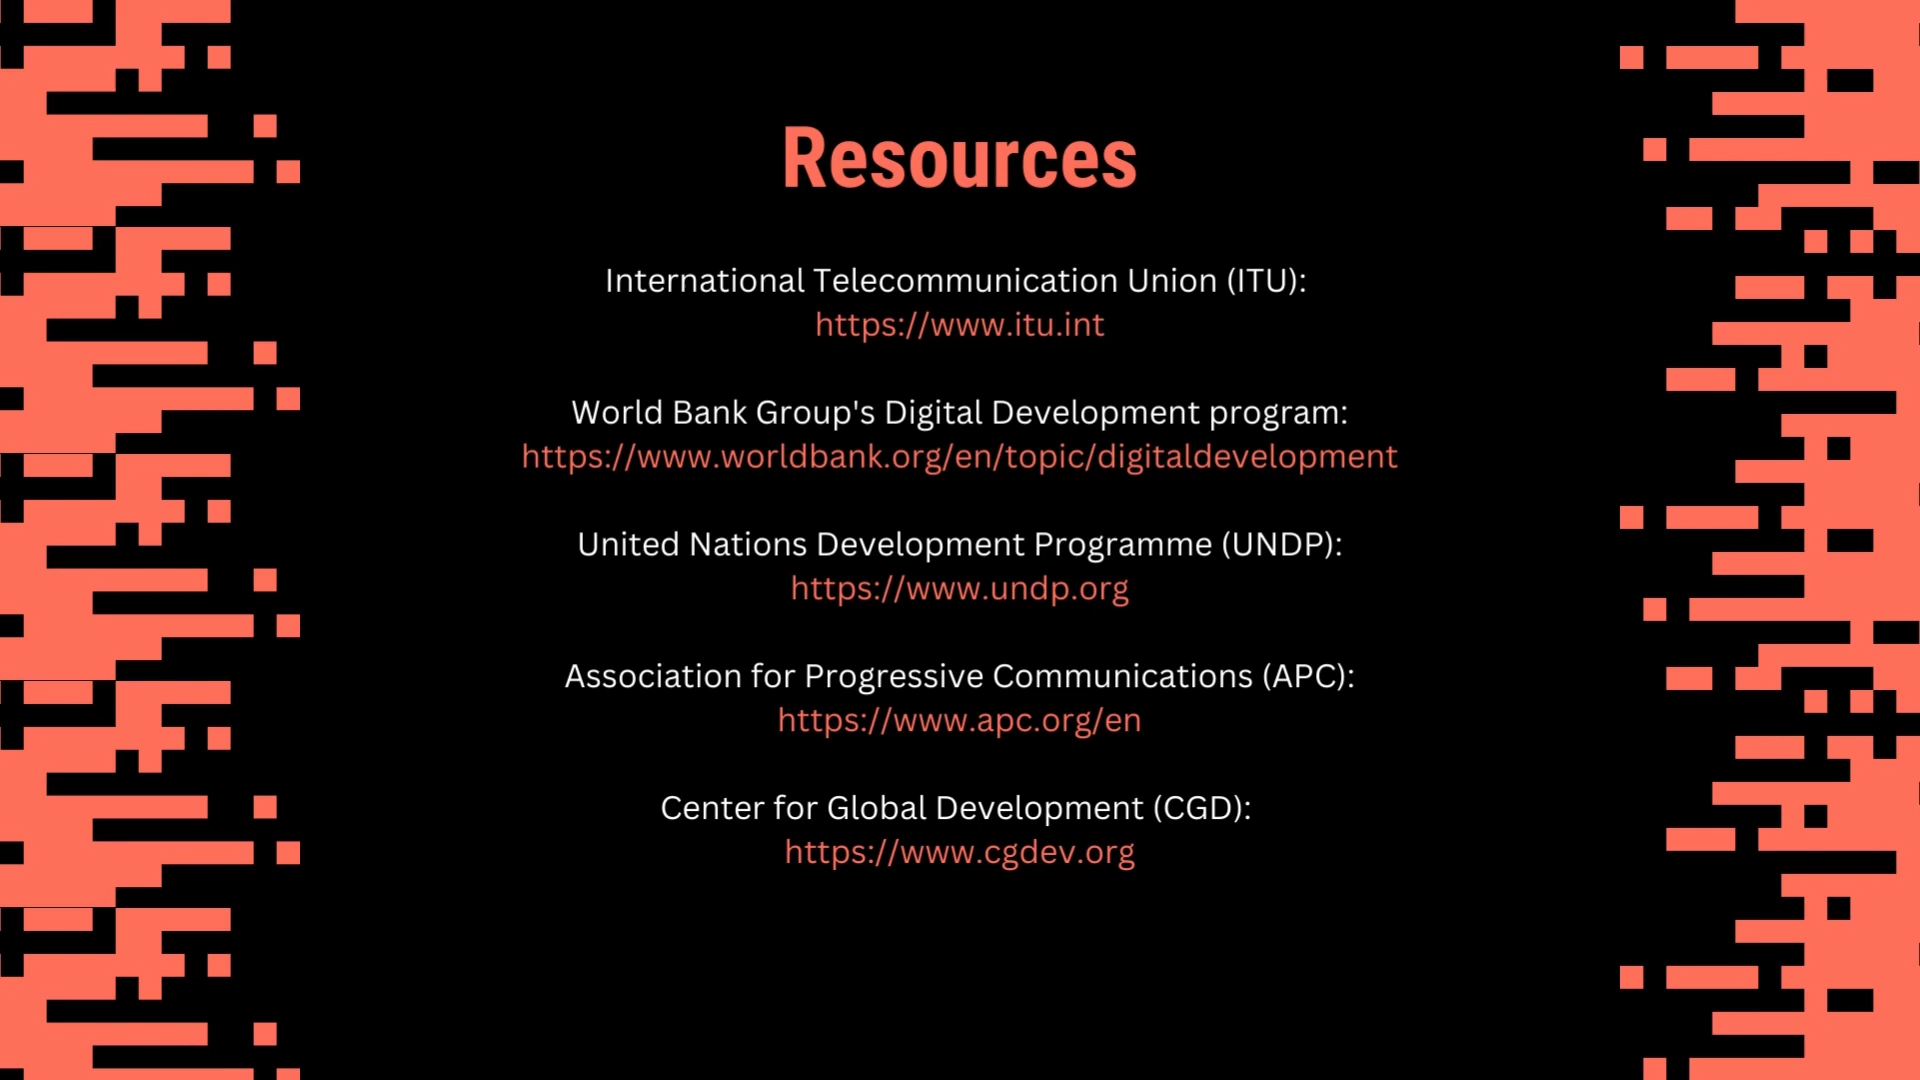 Resources
International Telecommunication Union (ITU):
https://www.itu.int
World Bank Group's Digital Development program:
https://www.worldbank.org/en/topic/digitaldevelopment
United Nations Development Programme (UNDP):
https://www.undp.org
Association for Progressive Communications (APC):
https://www.apc.org/en
Center for Global Development (CGD):
https://www.cgdev.org